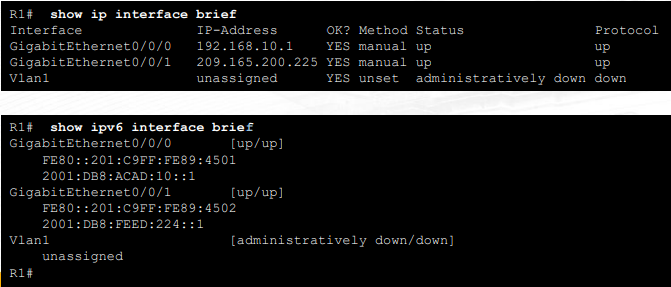 R1#  show ip interface brief
Interface              IP-Address      OK? Method Status                Protocol
GigabitEthernet0/0/0   192.168.10.1    YES manual up                    up
GigabitEthernet0/0/1   209.165.200.225 YES manual up                    up
Vlan1                  unassigned      YES unset  administratively down down
R1#  show ipv6 interface brief
GigabitEthernet0/0/0       [up/up]
    FE80::201:C9FF:FE89:4501
    2001:DB8:ACAD:10::1
GigabitEthernet0/0/1       [up/up]
    FE80::201:C9FF:FE89:4502
    2001:DB8:FEED:224::1
Vlan1                      [administratively down/down]
    unassigned
R1#